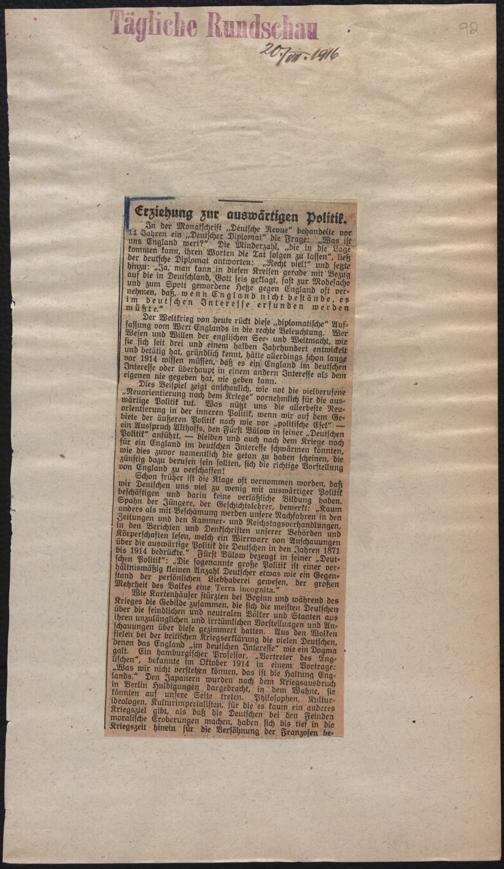 Tägliche Rundschau
92
20/VII. 1916
Erziehung zur auswärtigen Politik.
In der Monatschrift „Deutsche Revue“ behandelte vor
14 Jahren ein „Deutscher Diplomat“ die Frage: „Was ist
uns England wert?“ Die Minderzahl, „die in die Lage
kommen kann, ihren Worten die Tat folgen zu lassen“, ließ
der deutsche Diplomat antworten: „Recht viel!“ und setzte
hinzu: „Ja, man kann in diesen Kreisen gerade mit Bezug
auf die in Deutschland, Gott seis geklagt, fast zur Modesache
und zum Sport gewordene Hetze gegen England oft ver-
nehmen, daß, wenn England nicht bestände, es
im deutschen Interesse erfunden werden
müßte.“
Der Weltkrieg von heute rückt diese „diplomatische“ Auf-
fassung vom Wert Englands in die rechte Beleuchtung. Wer
Wesen und Willen der englischen See- und Weltmacht, wie
sie sich seit drei und einem halben Jahrhundert entwickelt
und betätigt hat, gründlich kennt, hätte allerdings schon lange
vor 1914 wissen müssen, daß es ein England im deutschen
Interesse oder überhaupt in einem andern Interesse als dem
eigenen nie gegeben hat, nie geben kann.
Dies Beispiel zeigt anschaulich, wie not die vielberufene
„Neuorientierung nach dem Kriege“ vornehmlich für die aus-
wärtige Politik tut. Was nützt uns die allerbeste Neu-
orientierung in der inneren Politik, wenn wir auf dem Ge-
biete der äußeren Politik nach wie vor „politische Esel“ —
ein Ausspruch Althoffs, den Fürst Bülow in seiner „Deutschen
Politik“ anführt, — bleiben und auch nach dem Kriege noch
für ein England im deutschen Interesse schwärmen könnten,
wie dies zuvor namentlich die getan zu haben scheinen, die
zünftig dazu berufen sein sollten, sich die richtige Vorstellung
von England zu verschaffen!
Schon früher ist die Klage oft vernommen worden, daß
wir Deutschen uns viel zu wenig mit auswärtiger Politik
beschäftigen und darin keine verläßliche Bildung haben.
Spahn der Jüngere, der Geschichtslehrer, bemerkt: „Kaum
anders als mit Beschämung werden unsere Nachfahren in den
Zeitungen und den Kammer- und Reichstagsverhandlungen,
in den Berichten und Denkschriften unserer Behörden und
Körperschaften lesen, welch ein Wirrwarr von Anschauungen
über die auswärtige Politik die Deutschen in den Jahren 1871
bis 1914 bedrückte.“ Fürst Bülow bezeugt in seiner „Deut-
schen Politik“: „Die sogenannte große Politik ist einer ver-
hältnismäßig kleinen Anzahl Deutscher etwas wie ein Gegen-
stand der persönlichen Liebhaberei gewesen, der großen
Mehrheit des Volkes eine Terra incognita.“
Wie Kartenhäuser stürzten bei Beginn und während des
Krieges die Gebilde zusammen, die sich die meisten Deutschen
über die feindlichen und neutralen Völker und Staaten aus
ihren unzulänglichen und irrtümlichen Vorstellungen und An-
schauungen über diese gezimmert hatten. Aus den Wolken
fielen bei der britischen Kriegserklärung die vielen Deutschen,
denen das England „im deutschen Interesse“ wie ein Dogma
galt. Ein hamburgischer Professor, „Vertreter des Ang-
lischen“, bekannte im Oktober 1914 in einem Vortrage:
„Was wir nicht verstehen können, das ist die Haltung Eng-
lands.“ Den Japanern wurden nach dem Kriegsausbruch
in Berlin Huldigungen dargebracht, in dem Wahne, sie
könnten auf unsere Seite treten. Philosophen, Kultur-
ideologen, Kulturimperialisten, für die es kaum ein anderes
Kriegsziel gibt, als daß die Deutschen bei den Feinden
moralische Eroberungen machen, haben sich bis tief in die
Kriegszeit hinein für die Versöhnung der Franzosen be-